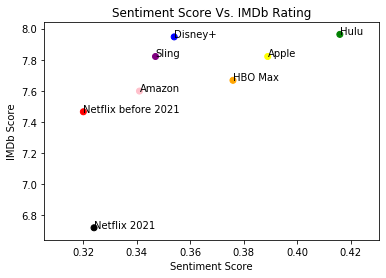 Sentiment Score Vs. IMDb Rating
8.0
7.8
7.6
7.4
7.2
7.0
6.8
IMDb Score
Hulu
Disney+
Sling
Apple
HBO Max
Amazon
Netflix before 2021
Netflix 2021
0.32
0.34
0.36
0.38
0.40
0.42
Sentiment Score